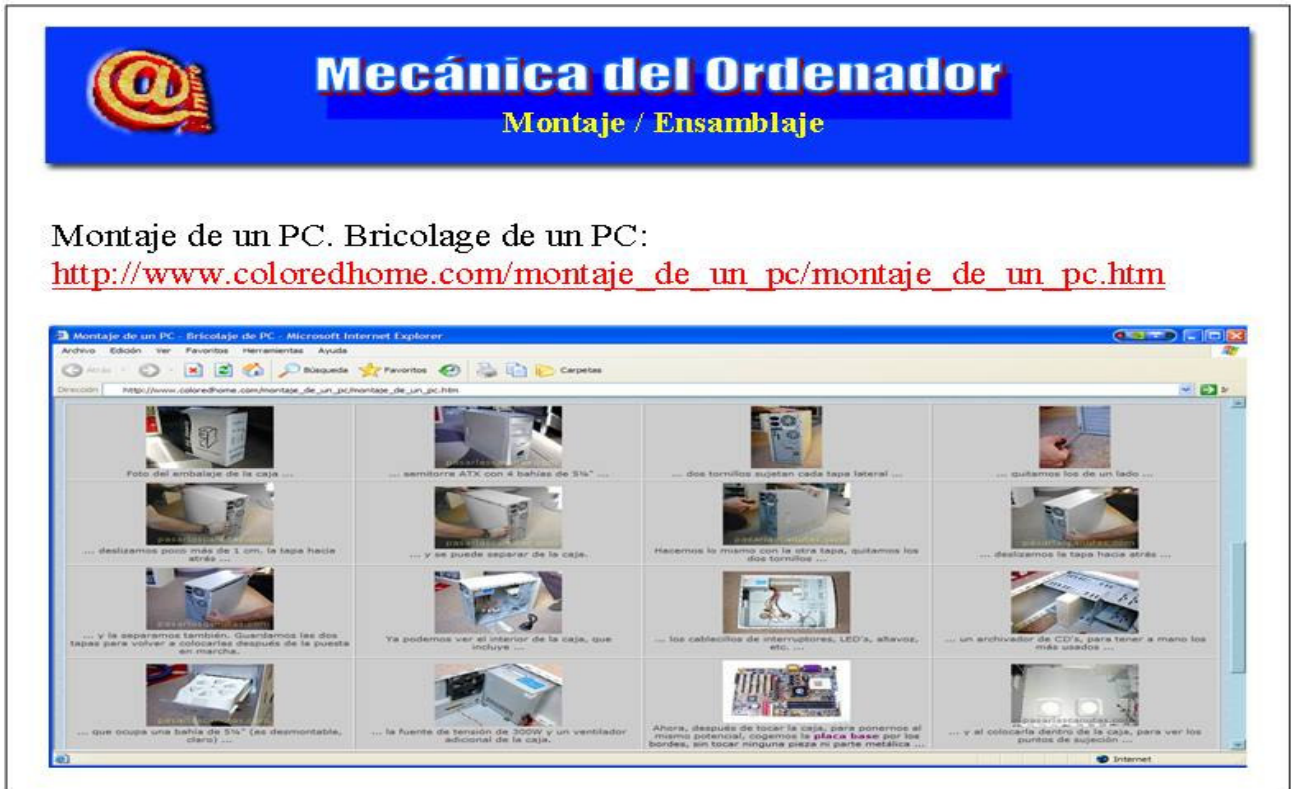 @
Imuro
Mecánica del Ordenador
Montaje / Ensamblaje
Montaje de un PC. Bricolage de un PC:
http://www.coloredhome.com/montaje_de_un_pc/montaje_de_un_pc.htm
Montaje de un PC - Bricolaje de PC - Microsoft Internet Explorer
Archivo Edición Ver Favoritos Herramientas Ayuda
Atrás Búsqueda Favoritos Carpetas
Dirección http://www.coloredhome.com/montaje_de_un_pc/montaje_de_un_pc.htm
Foto del embalaje de la caja ...
... semitorre ATX con 4 bahías de 5¼" ...
... dos tornillos sujetan cada tapa lateral ...
... quitamos los de un lado ...
... deslizamos poco más de 1 cm. la tapa hacia
atrás ...
... y se puede separar de la caja.
Hacemos lo mismo con la otra tapa, quitamos los
dos tornillos ...
... deslizamos la tapa hacia atrás ...
... y la separamos también. Guardamos las dos
tapas para volver a colocarlas después de la puesta
en marcha.
Ya podemos ver el interior de la caja, que
incluye ...
... los cablecillos de interruptores, LED's, altavoz,
etc. ...
... un archivador de CD's, para tener a mano los
más usados ...
... que ocupa una bahía de 5¼" (es desmontable,
claro) ...
... la fuente de tensión de 300W y un ventilador
adicional de la caja.
Ahora, después de tocar la caja, para ponernos al
mismo potencial, cogemos la placa base por los
bordes, sin tocar ninguna pieza ni parte metálica ...
pasarlascanutas.com
... y al colocarla dentro de la caja, para ver los
puntos de sujeción ...
Internet